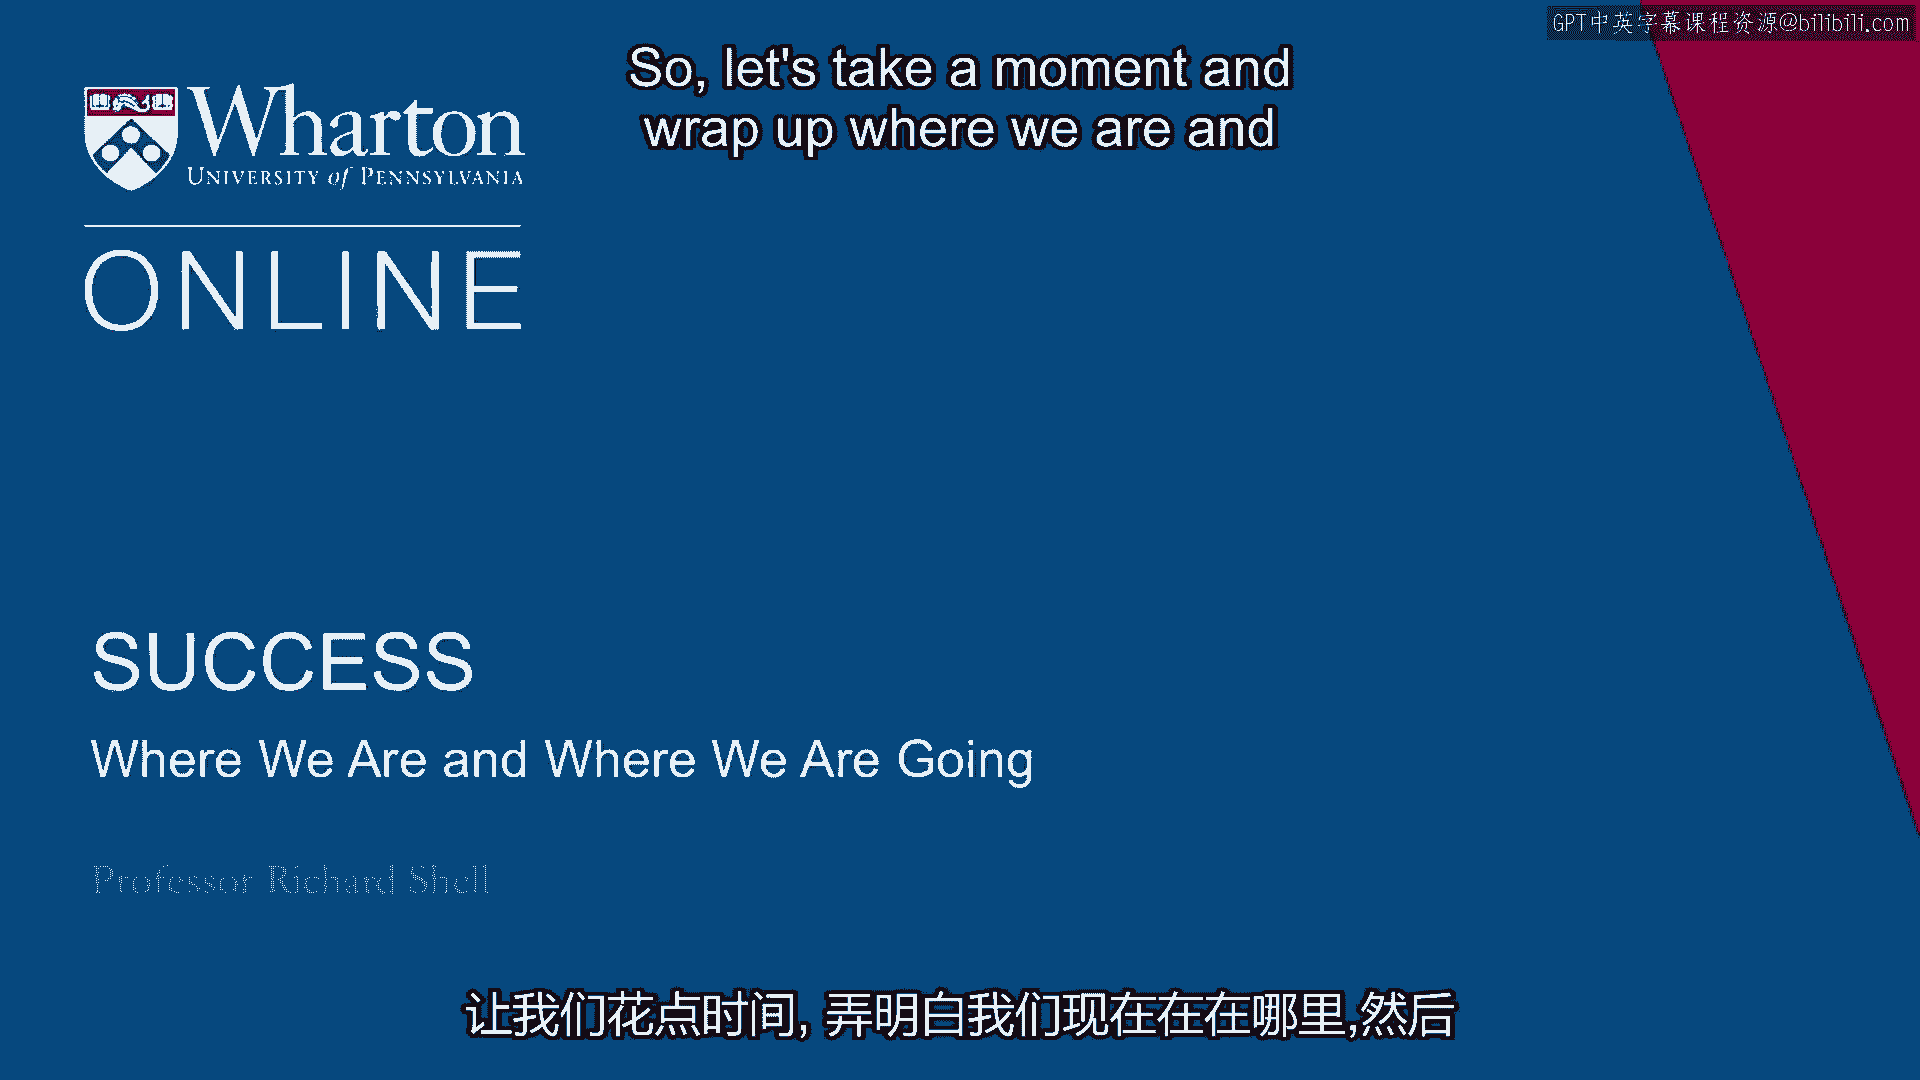 GPT中英字幕课程资源@bilibili.com
So, let's take a moment and
wrap up where we are and
Wharton
UNIVERSITY of PENNSYLVANIA
ONLINE
SUCCESS
Where We Are and Where We Are Going
Professor Richard Shell
让我们花点时间, 弄明白我们现在在在哪里,然后